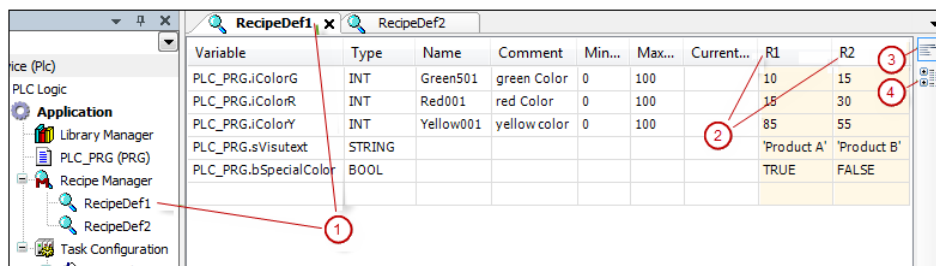 RecipeDef1 RecipeDef2
Variable Type Name Comment Min... Max... Current... R1 R2
PLC_PRG.iColorG INT Green501 green Color 0 100 10 15
PLC_PRG.iColorR INT Red001 red Color 0 100 15 30
PLC_PRG.iColorY INT Yellow001 yellow color 0 100 85 55
PLC_PRG.sVisutext STRING 'Product A' 'Product B'
PLC_PRG.bSpecialColor BOOL TRUE FALSE
vice (Plc)
PLC Logic
Application
Library Manager
PLC_PRG (PRG)
Recipe Manager
RecipeDef1
RecipeDef2
Task Configuration
1
2
3
4